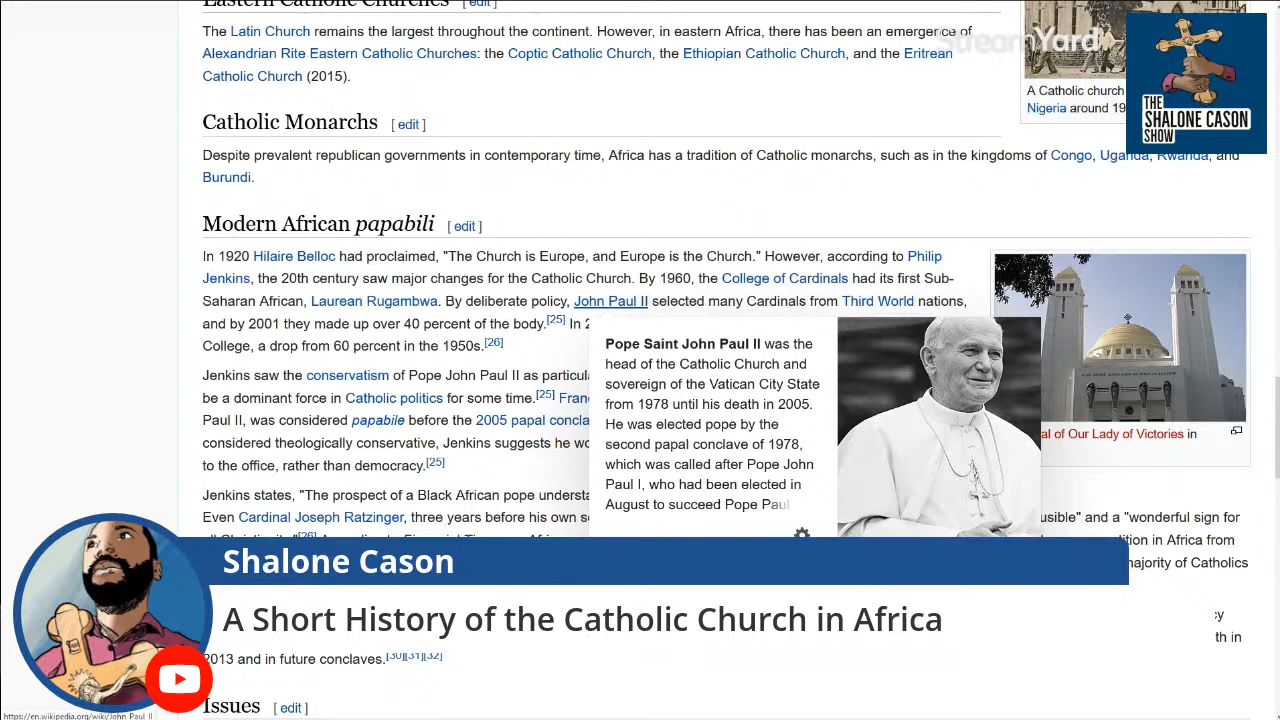 Eastern Catholic Churches [ edit ]
The Latin Church remains the largest throughout the continent. However, in eastern Africa, there has been an emergence of
Alexandrian Rite Eastern Catholic Churches: the Coptic Catholic Church, the Ethiopian Catholic Church, and the Eritrean
Catholic Church (2015).
StreamYard
A Catholic church
Nigeria around 19
THE
SHALONE CASON
SHOW
Catholic Monarchs [ edit ]
Despite prevalent republican governments in contemporary time, Africa has a tradition of Catholic monarchs, such as in the kingdoms of Congo, Uganda, Rwanda, and
Burundi.
Modern African papabili [ edit ]
In 1920 Hilaire Belloc had proclaimed, "The Church is Europe, and Europe is the Church." However, according to Philip
Jenkins, the 20th century saw major changes for the Catholic Church. By 1960, the College of Cardinals had its first Sub-
Saharan African, Laurean Rugambwa. By deliberate policy, John Paul II selected many Cardinals from Third World nations,
and by 2001 they made up over 40 percent of the body.[25] In 2
College, a drop from 60 percent in the 1950s.[26]
Jenkins saw the conservatism of Pope John Paul II as particula
be a dominant force in Catholic politics for some time.[25] Franc
Paul II, was considered papabile before the 2005 papal concla
considered theologically conservative, Jenkins suggests he wo
to the office, rather than democracy.[25]
Jenkins states, "The prospect of a Black African pope understa
Even Cardinal Joseph Ratzinger, three years before his own se
Pope Saint John Paul II was the
head of the Catholic Church and
sovereign of the Vatican City State
from 1978 until his death in 2005.
He was elected pope by the
second papal conclave of 1978,
which was called after Pope John
Paul I, who had been elected in
August to succeed Pope Paul
al of Our Lady of Victories in
usible" and a "wonderful sign for
ition in Africa from
majority of Catholics
cy
th in
Shalone Cason
A Short History of the Catholic Church in Africa
2013 and in future conclaves.[30][31][32]
Issues [ edit ]
https://en.wikipedia.org/wiki/John_Paul_II